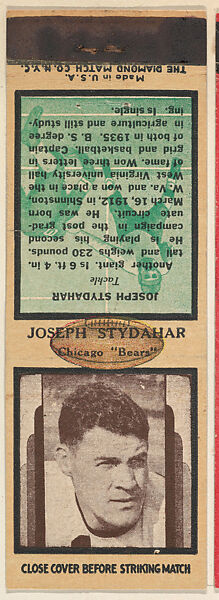 Made in U.S.A.
THE DIAMOND MATCH CO. N.Y.C.
JOSEPH STYDAHAR
Tackle
Another giant. Is 6 ft. 4 in.
tall and weighs 230 pounds.
He is playing his second
campaign in the post grad-
uate circuit. He was born
March 16, 1912, in Shinnston,
W. Va. and won a place in the
West Virginia university hall
of fame. Won three letters in
grid and basketball. Captain
of both in 1935. B. S. degree
in agriculture and still study-
ing. Is single.
JOSEPH STYDAHAR
Chicago "Bears"
CLOSE COVER BEFORE STRIKING MATCH